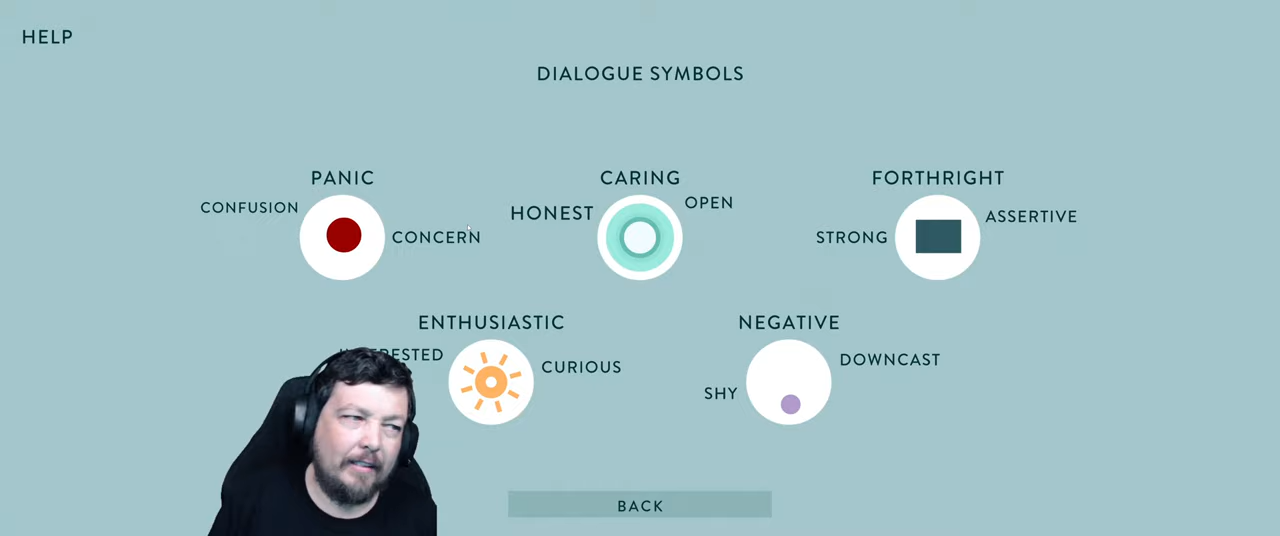 HELP
DIALOGUE SYMBOLS
PANIC
CONFUSION
CONCERN
CARING
HONEST
OPEN
FORTHRIGHT
STRONG
ASSERTIVE
ENTHUSIASTIC
CURIOUS
NEGATIVE
SHY
DOWNCAST
BACK